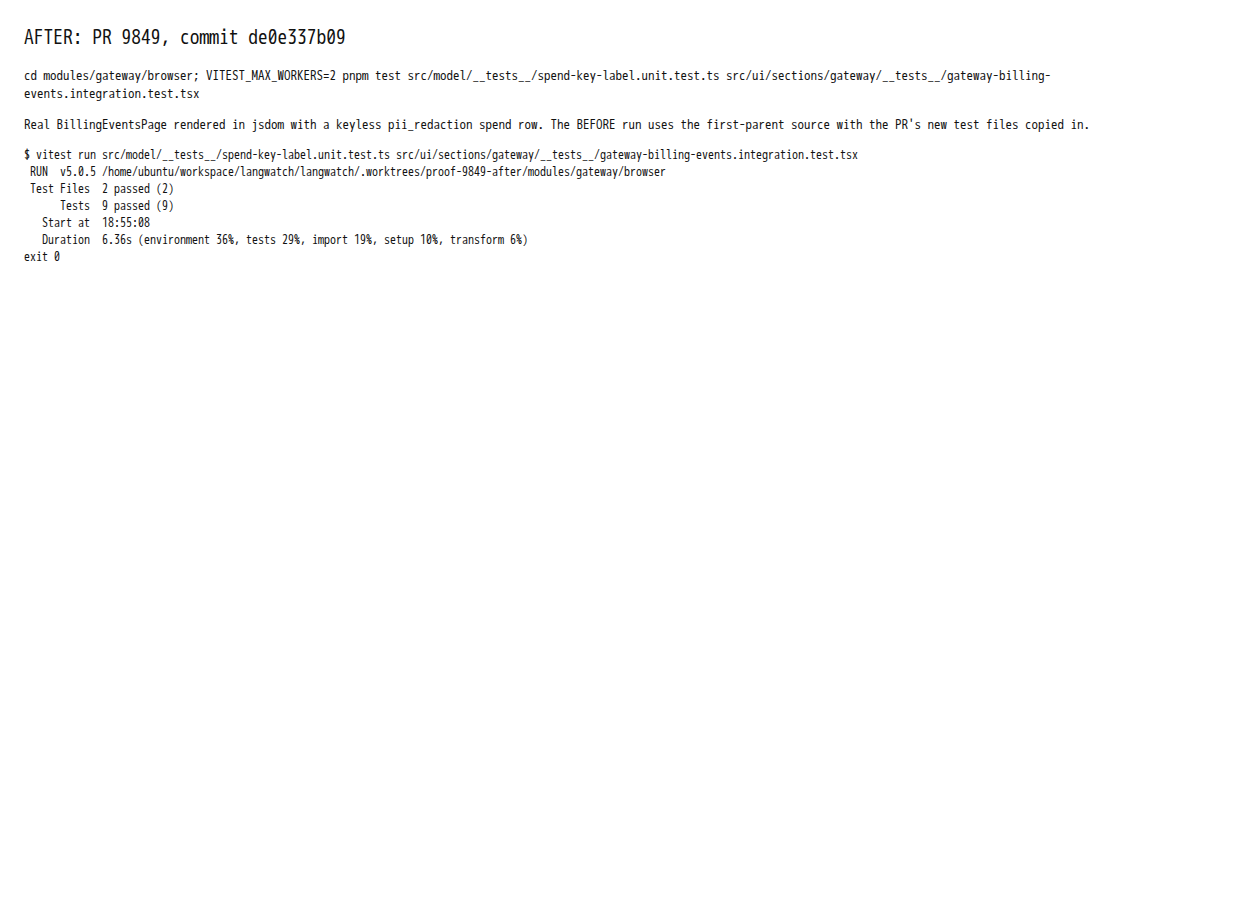 AFTER: PR 9849, commit de0e337b09
cd modules/gateway/browser; VITEST_MAX_WORKERS=2 pnpm test src/model/__tests__/spend-key-label.unit.test.ts src/ui/sections/gateway/__tests__/gateway-billing-
events.integration.test.tsx
Real BillingEventsPage rendered in jsdom with a keyless pii_redaction spend row. The BEFORE run uses the first-parent source with the PR's new test files copied in.
$ vitest run src/model/__tests__/spend-key-label.unit.test.ts src/ui/sections/gateway/__tests__/gateway-billing-events.integration.test.tsx
RUN  v5.0.5 /home/ubuntu/workspace/langwatch/langwatch/.worktrees/proof-9849-after/modules/gateway/browser
Test Files  2 passed (2)
Tests  9 passed (9)
Start at  18:55:08
Duration  6.36s (environment 36%, tests 29%, import 19%, setup 10%, transform 6%)
exit 0